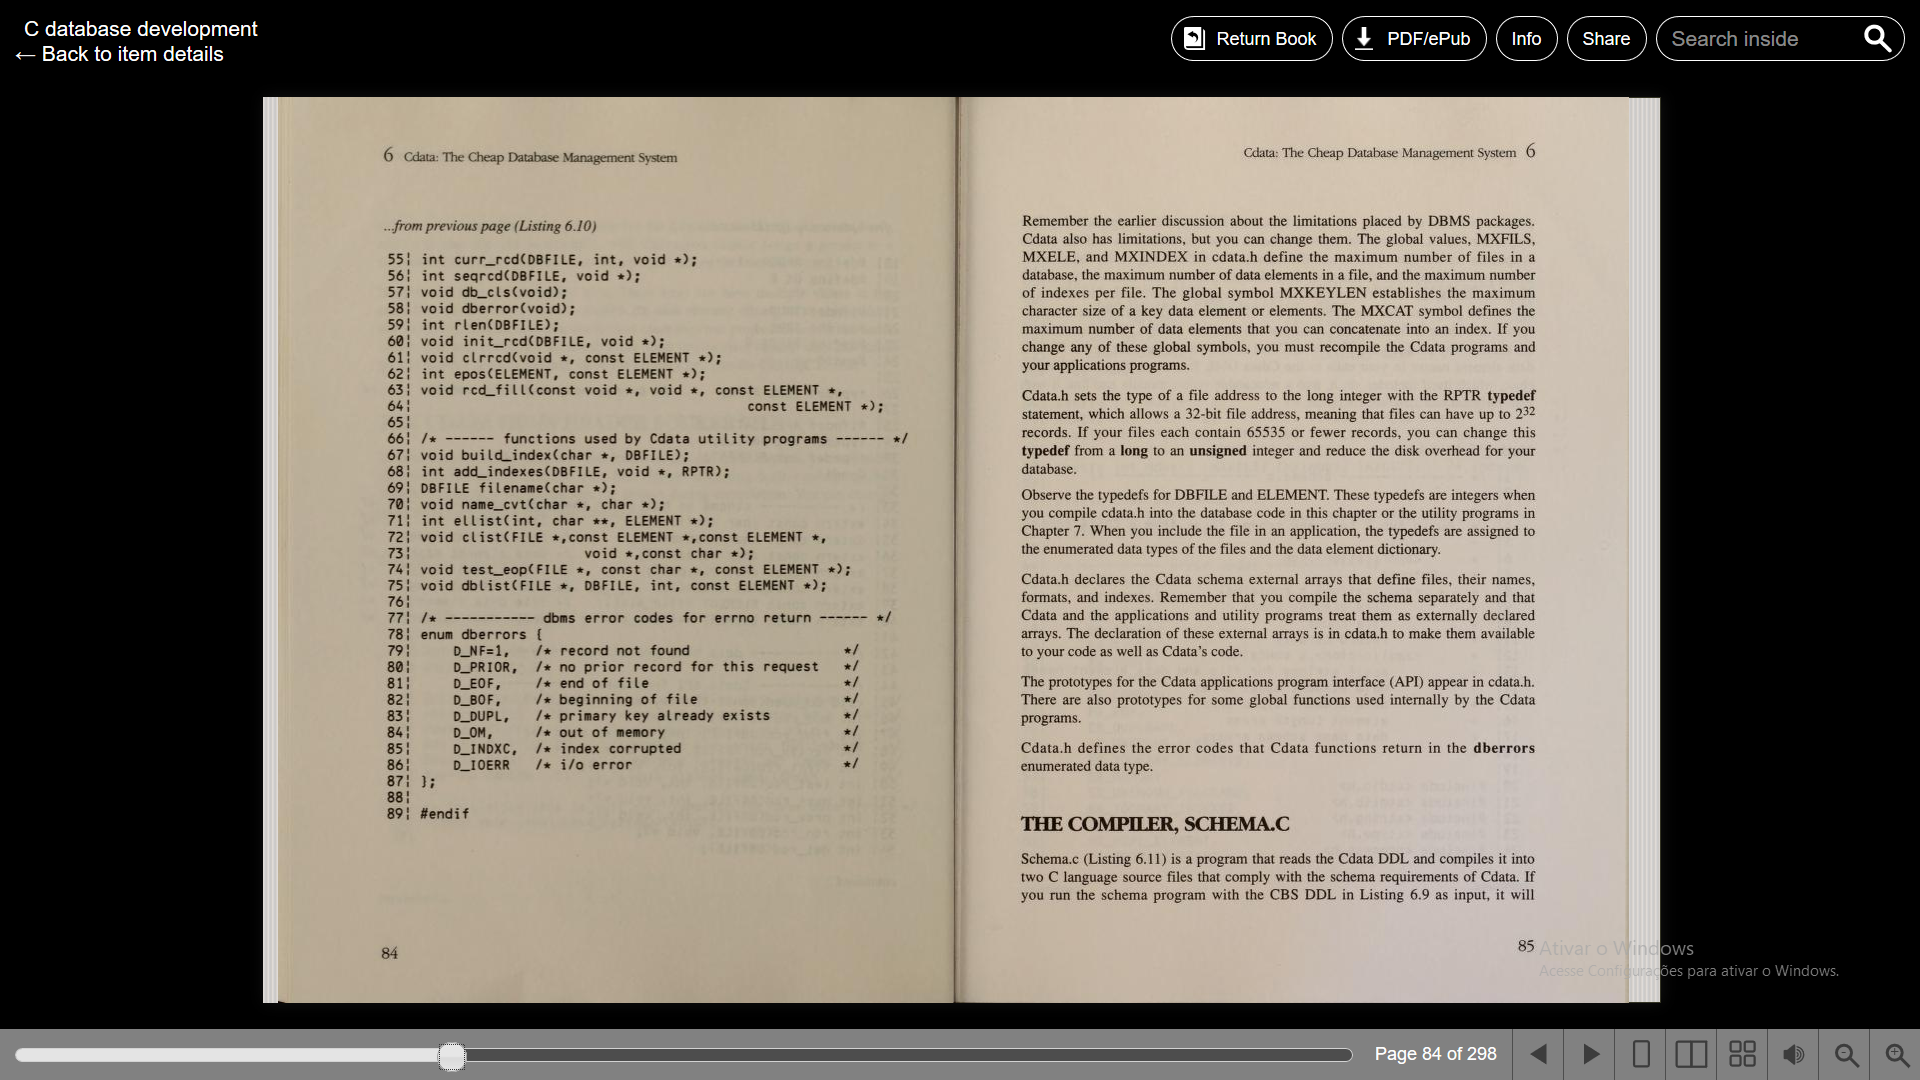 C database development
← Back to item details
Return Book
PDF/ePub
Info
Share
Search inside
6 Cdata: The Cheap Database Management System
...from previous page (Listing 6.10)
55¦ int curr_rcd(DBFILE, int, void *);
56¦ int seqrcd(DBFILE, void *);
57¦ void db_cls(void);
58¦ void dberror(void);
59¦ int rlen(DBFILE);
60¦ void init_rcd(DBFILE, void *);
61¦ void clrrcd(void *, const ELEMENT *);
62¦ int epos(ELEMENT, const ELEMENT *);
63¦ void rcd_fill(const void *, void *, const ELEMENT *,
64¦ const ELEMENT *);
65¦
66¦ /* ------ functions used by Cdata utility programs ------ */
67¦ void build_index(char *, DBFILE);
68¦ int add_indexes(DBFILE, void *, RPTR);
69¦ DBFILE filename(char *);
70¦ void name_cvt(char *, char *);
71¦ int ellist(int, char **, ELEMENT *);
72¦ void clist(FILE *,const ELEMENT *,const ELEMENT *,
73¦ void *,const char *);
74¦ void test_eop(FILE *, const char *, const ELEMENT *);
75¦ void dblist(FILE *, DBFILE, int, const ELEMENT *);
76¦
77¦ /* ----------- dbms error codes for errno return ------ */
78¦ enum dberrors {
79¦ D_NF=1, /* record not found */
80¦ D_PRIOR, /* no prior record for this request */
81¦ D_EOF, /* end of file */
82¦ D_BOF, /* beginning of file */
83¦ D_DUPL, /* primary key already exists */
84¦ D_OM, /* out of memory */
85¦ D_INDXC, /* index corrupted */
86¦ D_IOERR /* i/o error */
87¦ };
88¦
89¦ #endif
84
Cdata: The Cheap Database Management System 6
Remember the earlier discussion about the limitations placed by DBMS packages.
Cdata also has limitations, but you can change them. The global values, MXFILS,
MXELE, and MXINDEX in cdata.h define the maximum number of files in a
database, the maximum number of data elements in a file, and the maximum number
of indexes per file. The global symbol MXKEYLEN establishes the maximum
character size of a key data element or elements. The MXCAT symbol defines the
maximum number of data elements that you can concatenate into an index. If you
change any of these global symbols, you must recompile the Cdata programs and
your applications programs.
Cdata.h sets the type of a file address to the long integer with the RPTR typedef
statement, which allows a 32-bit file address, meaning that files can have up to 2³²
records. If your files each contain 65535 or fewer records, you can change this
typedef from a long to an unsigned integer and reduce the disk overhead for your
database.
Observe the typedefs for DBFILE and ELEMENT. These typedefs are integers when
you compile cdata.h into the database code in this chapter or the utility programs in
Chapter 7. When you include the file in an application, the typedefs are assigned to
the enumerated data types of the files and the data element dictionary.
Cdata.h declares the Cdata schema external arrays that define files, their names,
formats, and indexes. Remember that you compile the schema separately and that
Cdata and the applications and utility programs treat them as externally declared
arrays. The declaration of these external arrays is in cdata.h to make them available
to your code as well as Cdata's code.
The prototypes for the Cdata applications program interface (API) appear in cdata.h.
There are also prototypes for some global functions used internally by the Cdata
programs.
Cdata.h defines the error codes that Cdata functions return in the dberrors
enumerated data type.
THE COMPILER, SCHEMA.C
Schema.c (Listing 6.11) is a program that reads the Cdata DDL and compiles it into
two C language source files that comply with the schema requirements of Cdata. If
you run the schema program with the CBS DDL in Listing 6.9 as input, it will
85
Ativar o Windows
Acesse Configurações para ativar o Windows.
Page 84 of 298